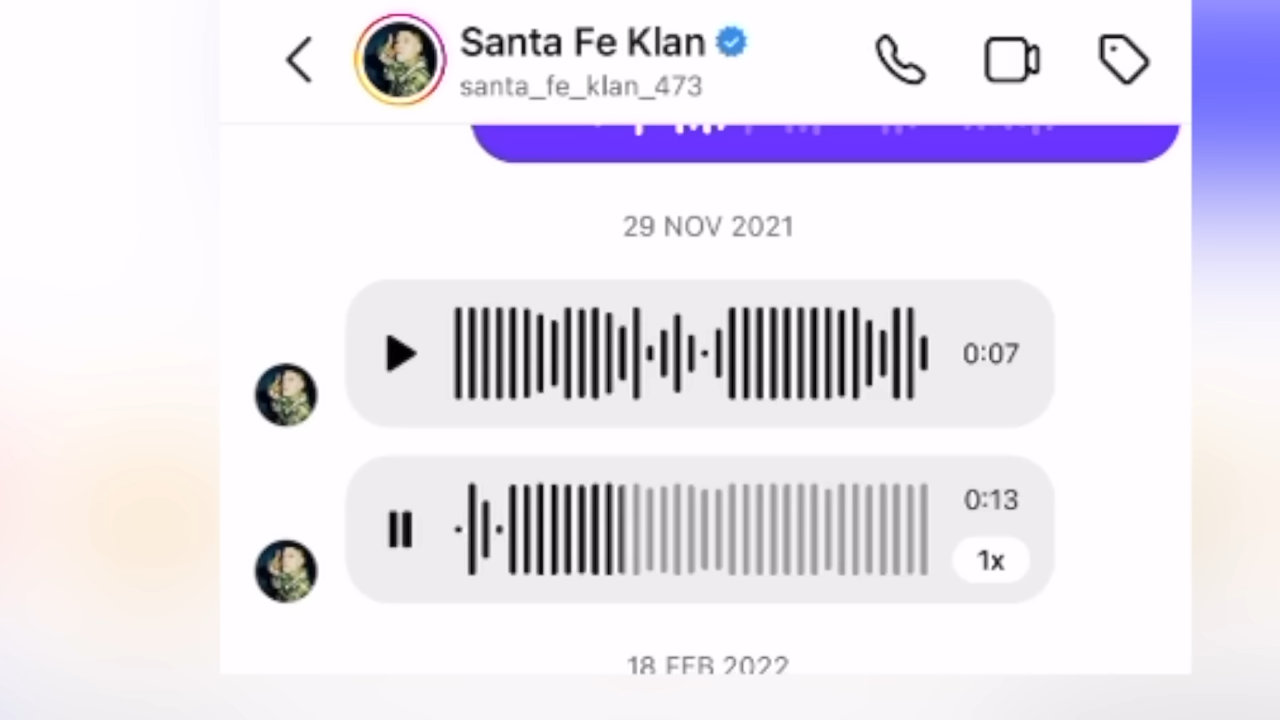 Santa Fe Klan
santa_fe_klan_473
29 NOV 2021
0:07
0:13
1x
18 FEB 2022